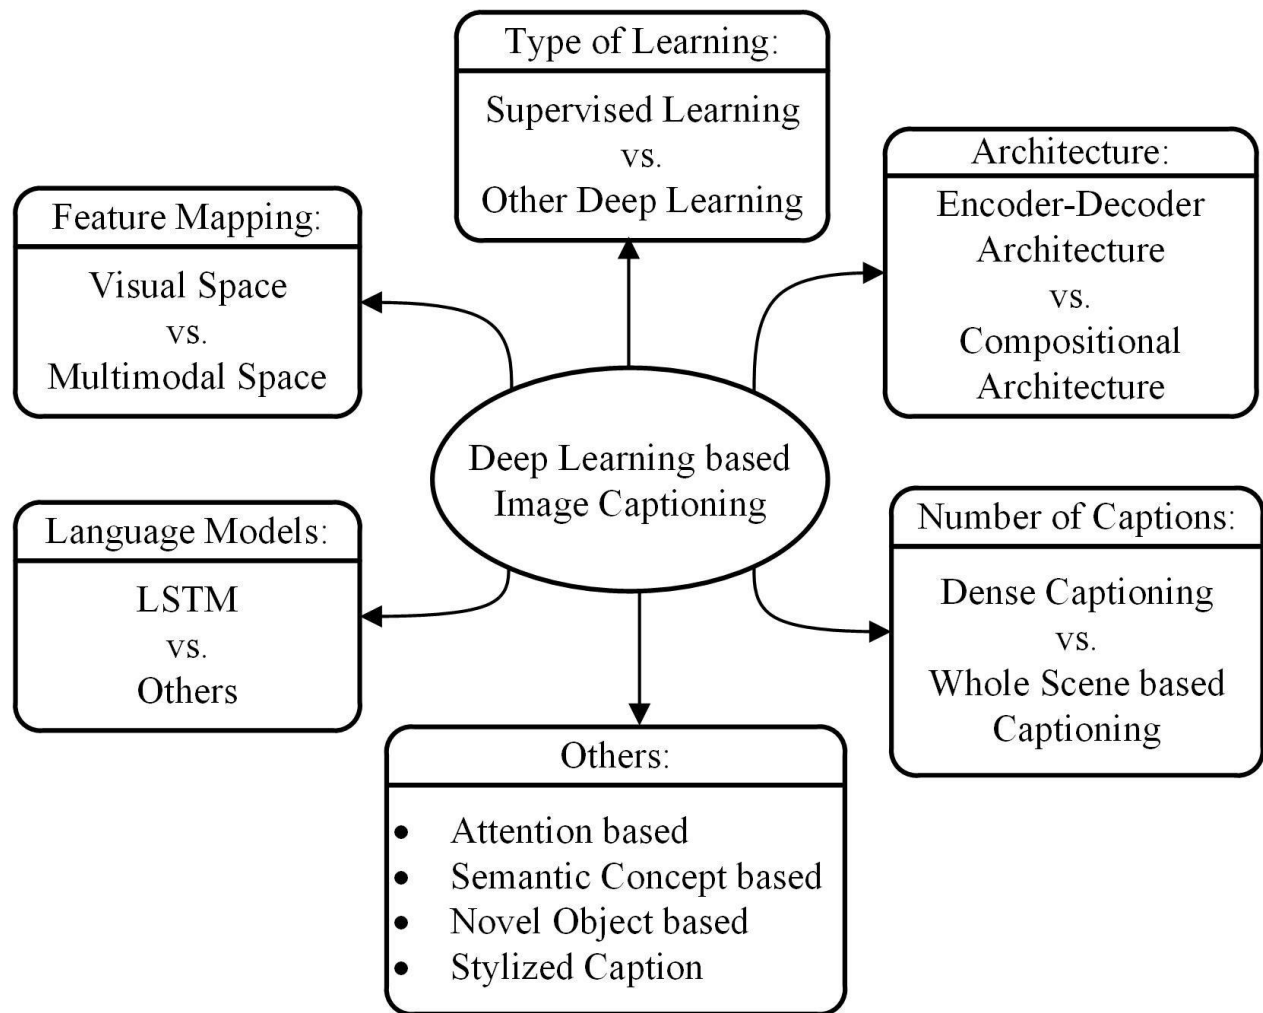 Type of Learning:
Supervised Learning
vs.
Other Deep Learning
Architecture:
Encoder-Decoder
Architecture
vs.
Compositional
Architecture
Feature Mapping:
Visual Space
vs.
Multimodal Space
Deep Learning based
Image Captioning
Language Models:
LSTM
vs.
Others
Number of Captions:
Dense Captioning
vs.
Whole Scene based
Captioning
Others:
• Attention based
• Semantic Concept based
• Novel Object based
• Stylized Caption